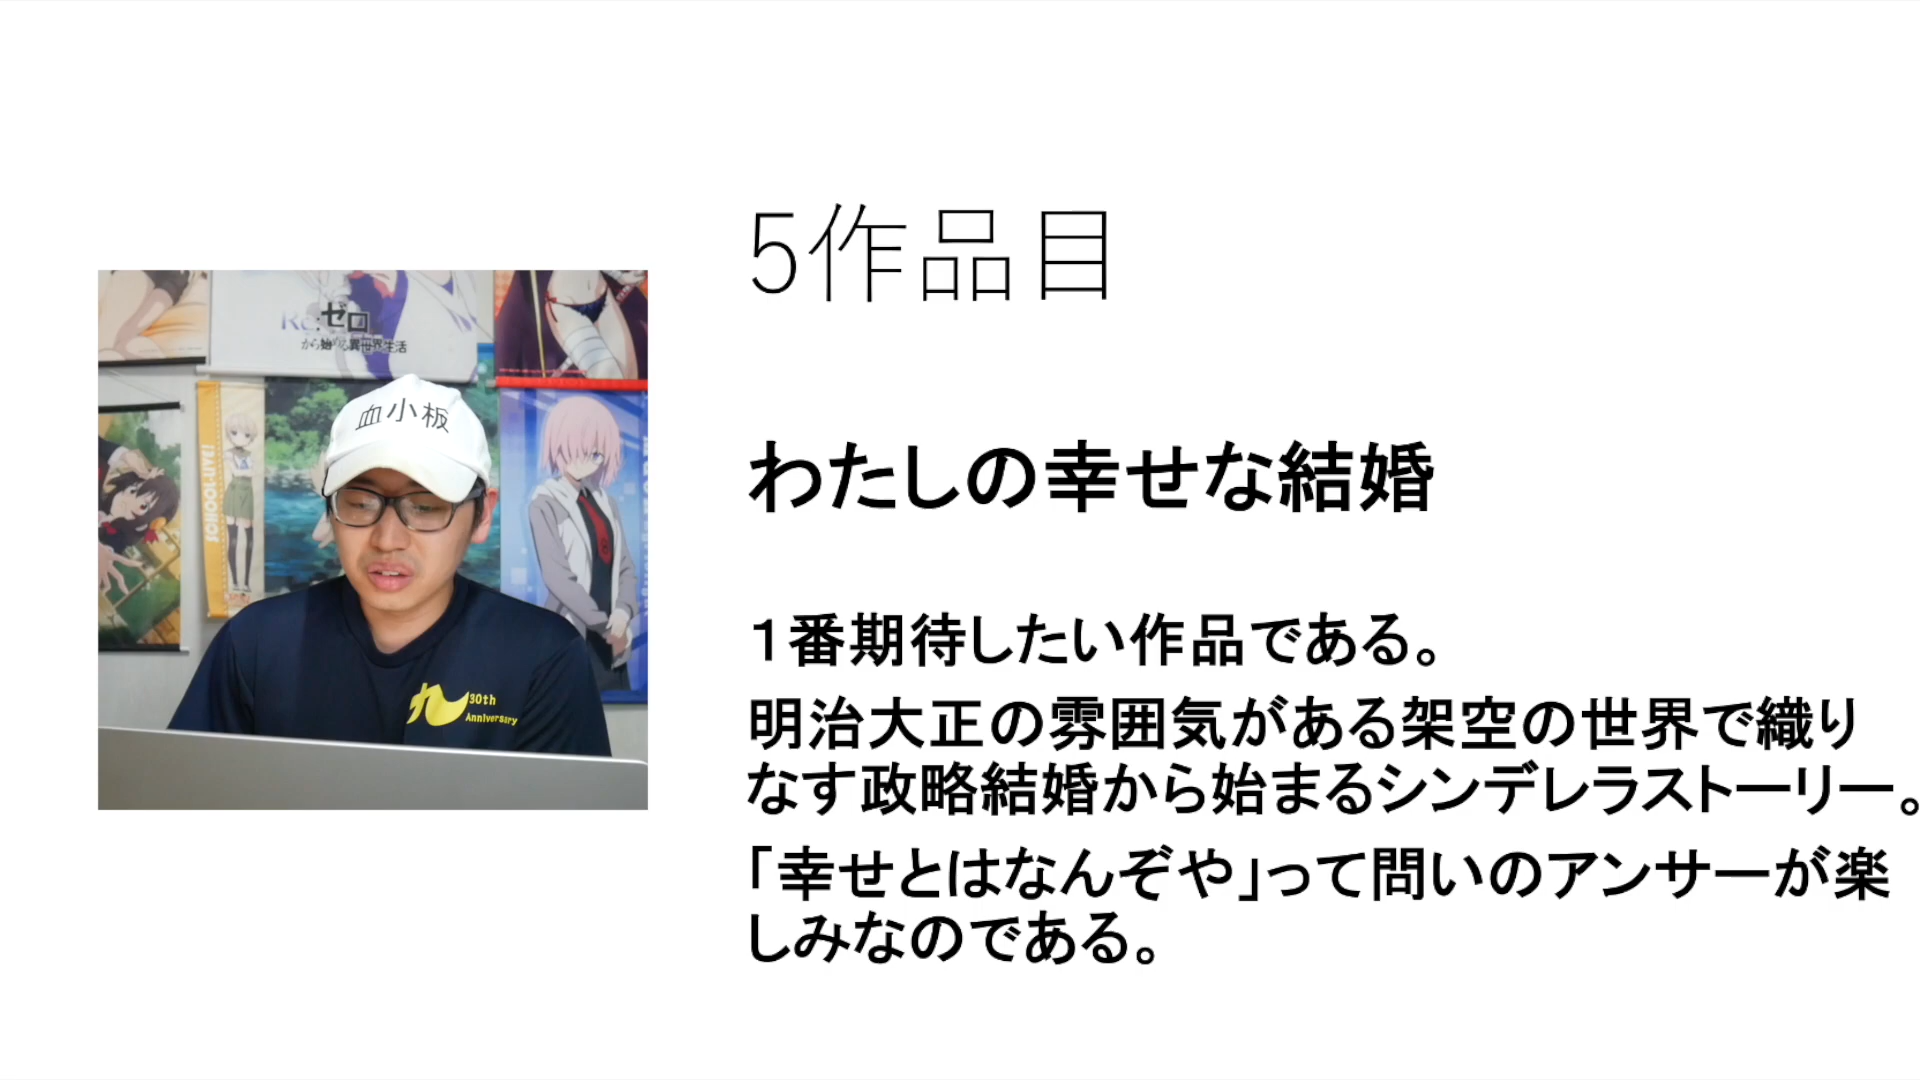 5作品目
わたしの幸せな結婚
１番期待したい作品である。
明治大正の雰囲気がある架空の世界で織り
なす政略結婚から始まるシンデレラストーリー。
「幸せとはなんぞや」って問いのアンサーが楽
しみなのである。
Re:ゼロ
から始める異世界生活
血小板
SCHOOL-LIVE!
九
30th
Anniversary